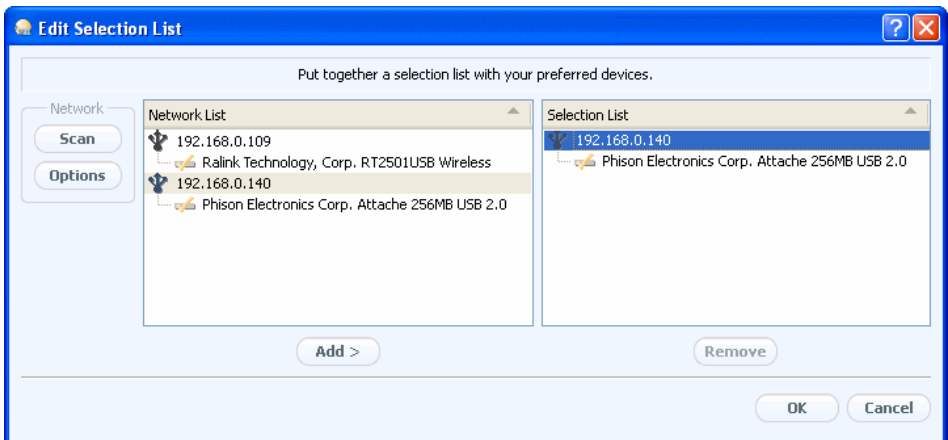 Edit Selection List
?
Put together a selection list with your preferred devices.
Network
Scan
Options
Network List
192.168.0.109
Ralink Technology, Corp. RT2501USB Wireless
192.168.0.140
Phison Electronics Corp. Attache 256MB USB 2.0
Add >
Selection List
192.168.0.140
Phison Electronics Corp. Attache 256MB USB 2.0
Remove
OK
Cancel